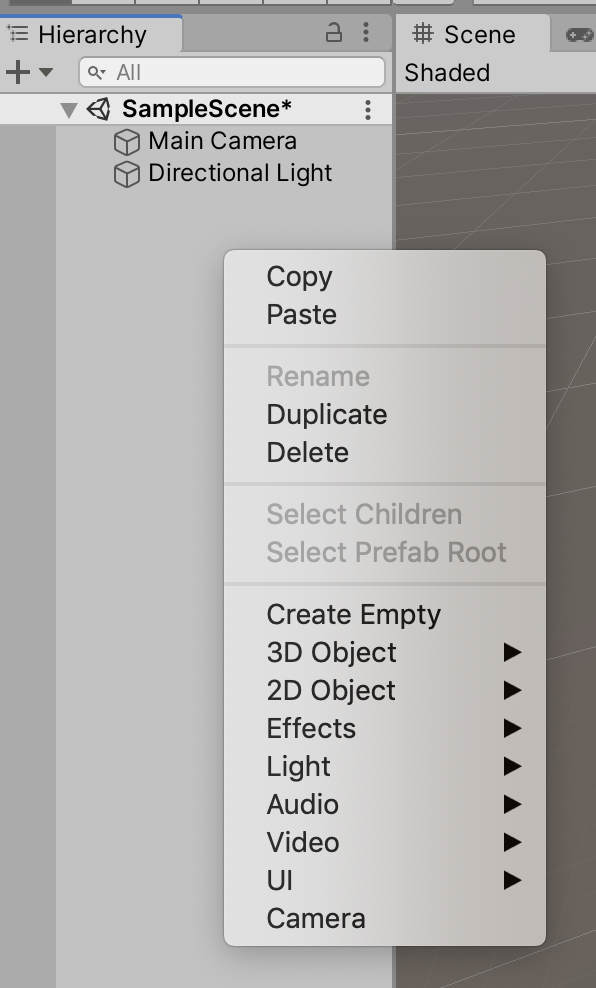 Hierarchy
Scene
All
Shaded
SampleScene*
Main Camera
Directional Light
Copy
Paste
Rename
Duplicate
Delete
Select Children
Select Prefab Root
Create Empty
3D Object
2D Object
Effects
Light
Audio
Video
UI
Camera